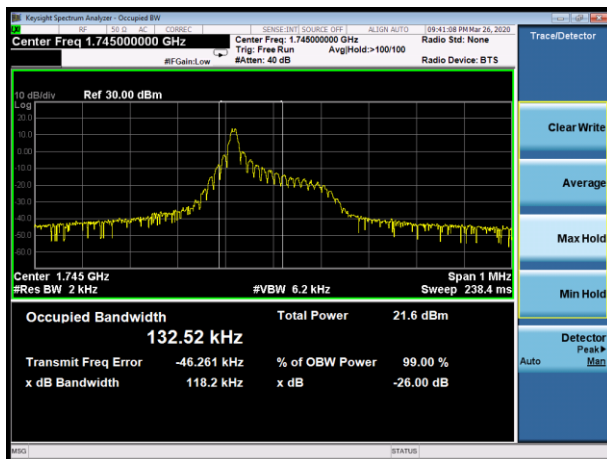 Keysight Spectrum Analyzer - Occupied BW
RF 50 Ω AC CORREC SENSE:INT SOURCE OFF ALIGN AUTO 09:41:08 PM Mar 26, 2020
Center Freq 1.745000000 GHz
Center Freq: 1.745000000 GHz
Radio Std: None
Trig: Free Run Avg|Hold:>100/100
#IFGain:Low #Atten: 40 dB
Radio Device: BTS
Trace/Detector
10 dB/div Ref 30.00 dBm
Log
20.0
10.0
0.00
-10.0
-20.0
-30.0
-40.0
-50.0
-60.0
Center 1.745 GHz Span 1 MHz
#Res BW 2 kHz #VBW 6.2 kHz Sweep 238.4 ms
Occupied Bandwidth Total Power 21.6 dBm
132.52 kHz
Transmit Freq Error -46.261 kHz % of OBW Power 99.00 %
x dB Bandwidth 118.2 kHz x dB -26.00 dB
Clear Write
Average
Max Hold
Min Hold
Detector
Peak▶
Auto Man
MSG STATUS